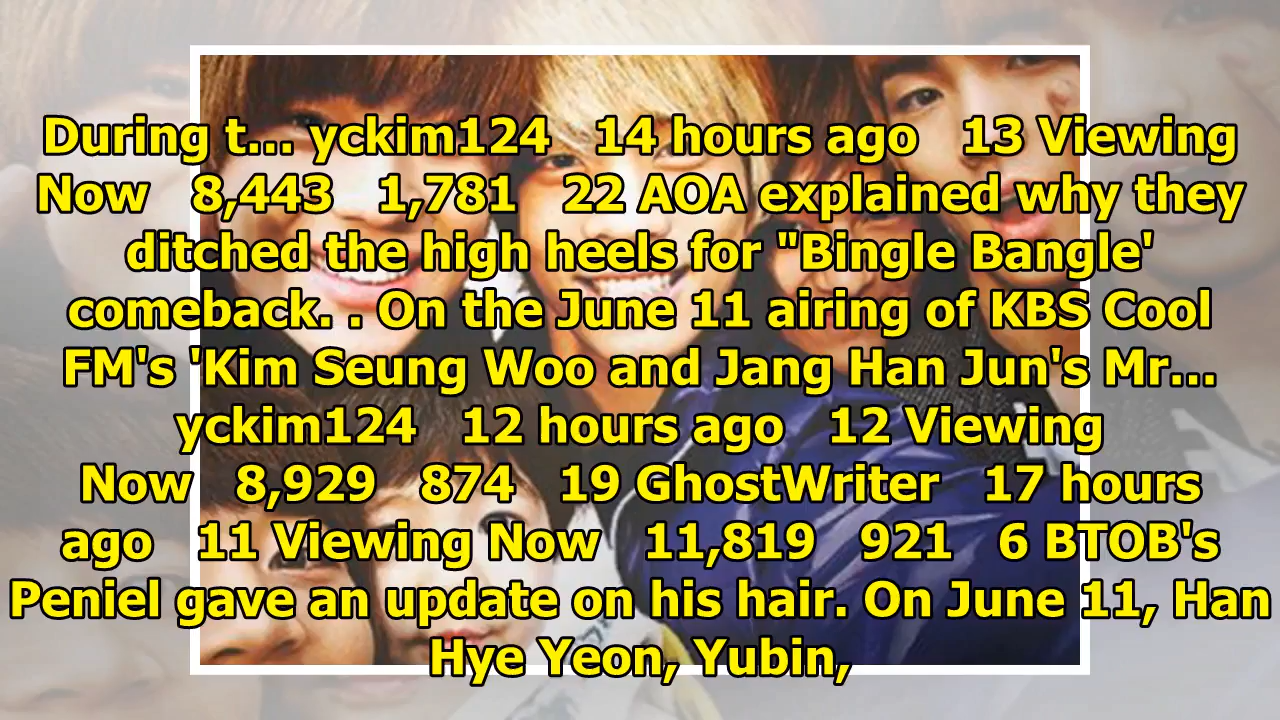 During t... yckim124 14 hours ago 13 Viewing
Now 8,443 1,781 22 AOA explained why they
ditched the high heels for "Bingle Bangle'
comeback. . On the June 11 airing of KBS Cool
FM's 'Kim Seung Woo and Jang Han Jun's Mr...
yckim124 12 hours ago 12 Viewing
Now 8,929 874 19 GhostWriter 17 hours
ago 11 Viewing Now 11,819 921 6 BTOB's
Peniel gave an update on his hair. On June 11, Han
Hye Yeon, Yubin,